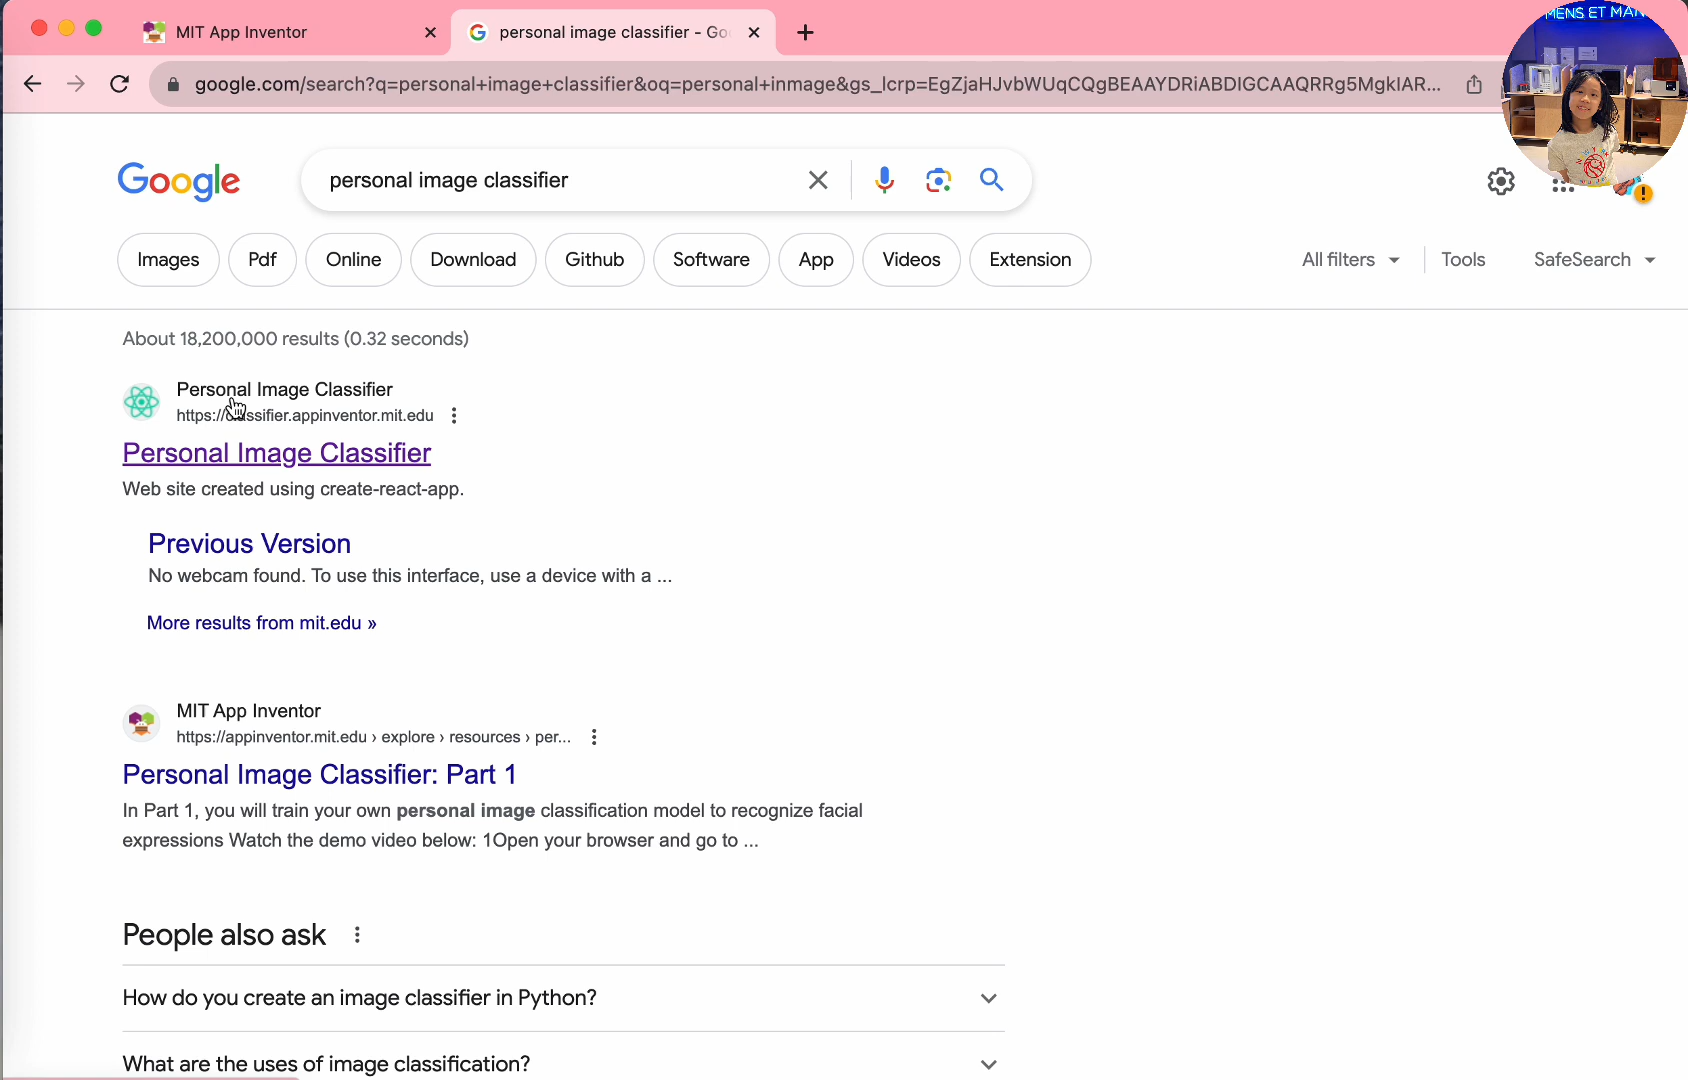 MIT App Inventor
personal image classifier - Go
MENS ET MAN
google.com/search?q=personal+image+classifier&oq=personal+inmage&gs_lcrp=EgZjaHJvbWUqCQgBEAAYDRiABDIGCAAQRRg5MgkIAR...
Google
personal image classifier
Images Pdf Online Download Github Software App Videos Extension
All filters Tools SafeSearch
About 18,200,000 results (0.32 seconds)
Personal Image Classifier
https://classifier.appinventor.mit.edu
Personal Image Classifier
Web site created using create-react-app.
Previous Version
No webcam found. To use this interface, use a device with a ...
More results from mit.edu »
MIT App Inventor
https://appinventor.mit.edu › explore › resources › per...
Personal Image Classifier: Part 1
In Part 1, you will train your own personal image classification model to recognize facial
expressions Watch the demo video below: 1Open your browser and go to ...
People also ask
How do you create an image classifier in Python?
What are the uses of image classification?